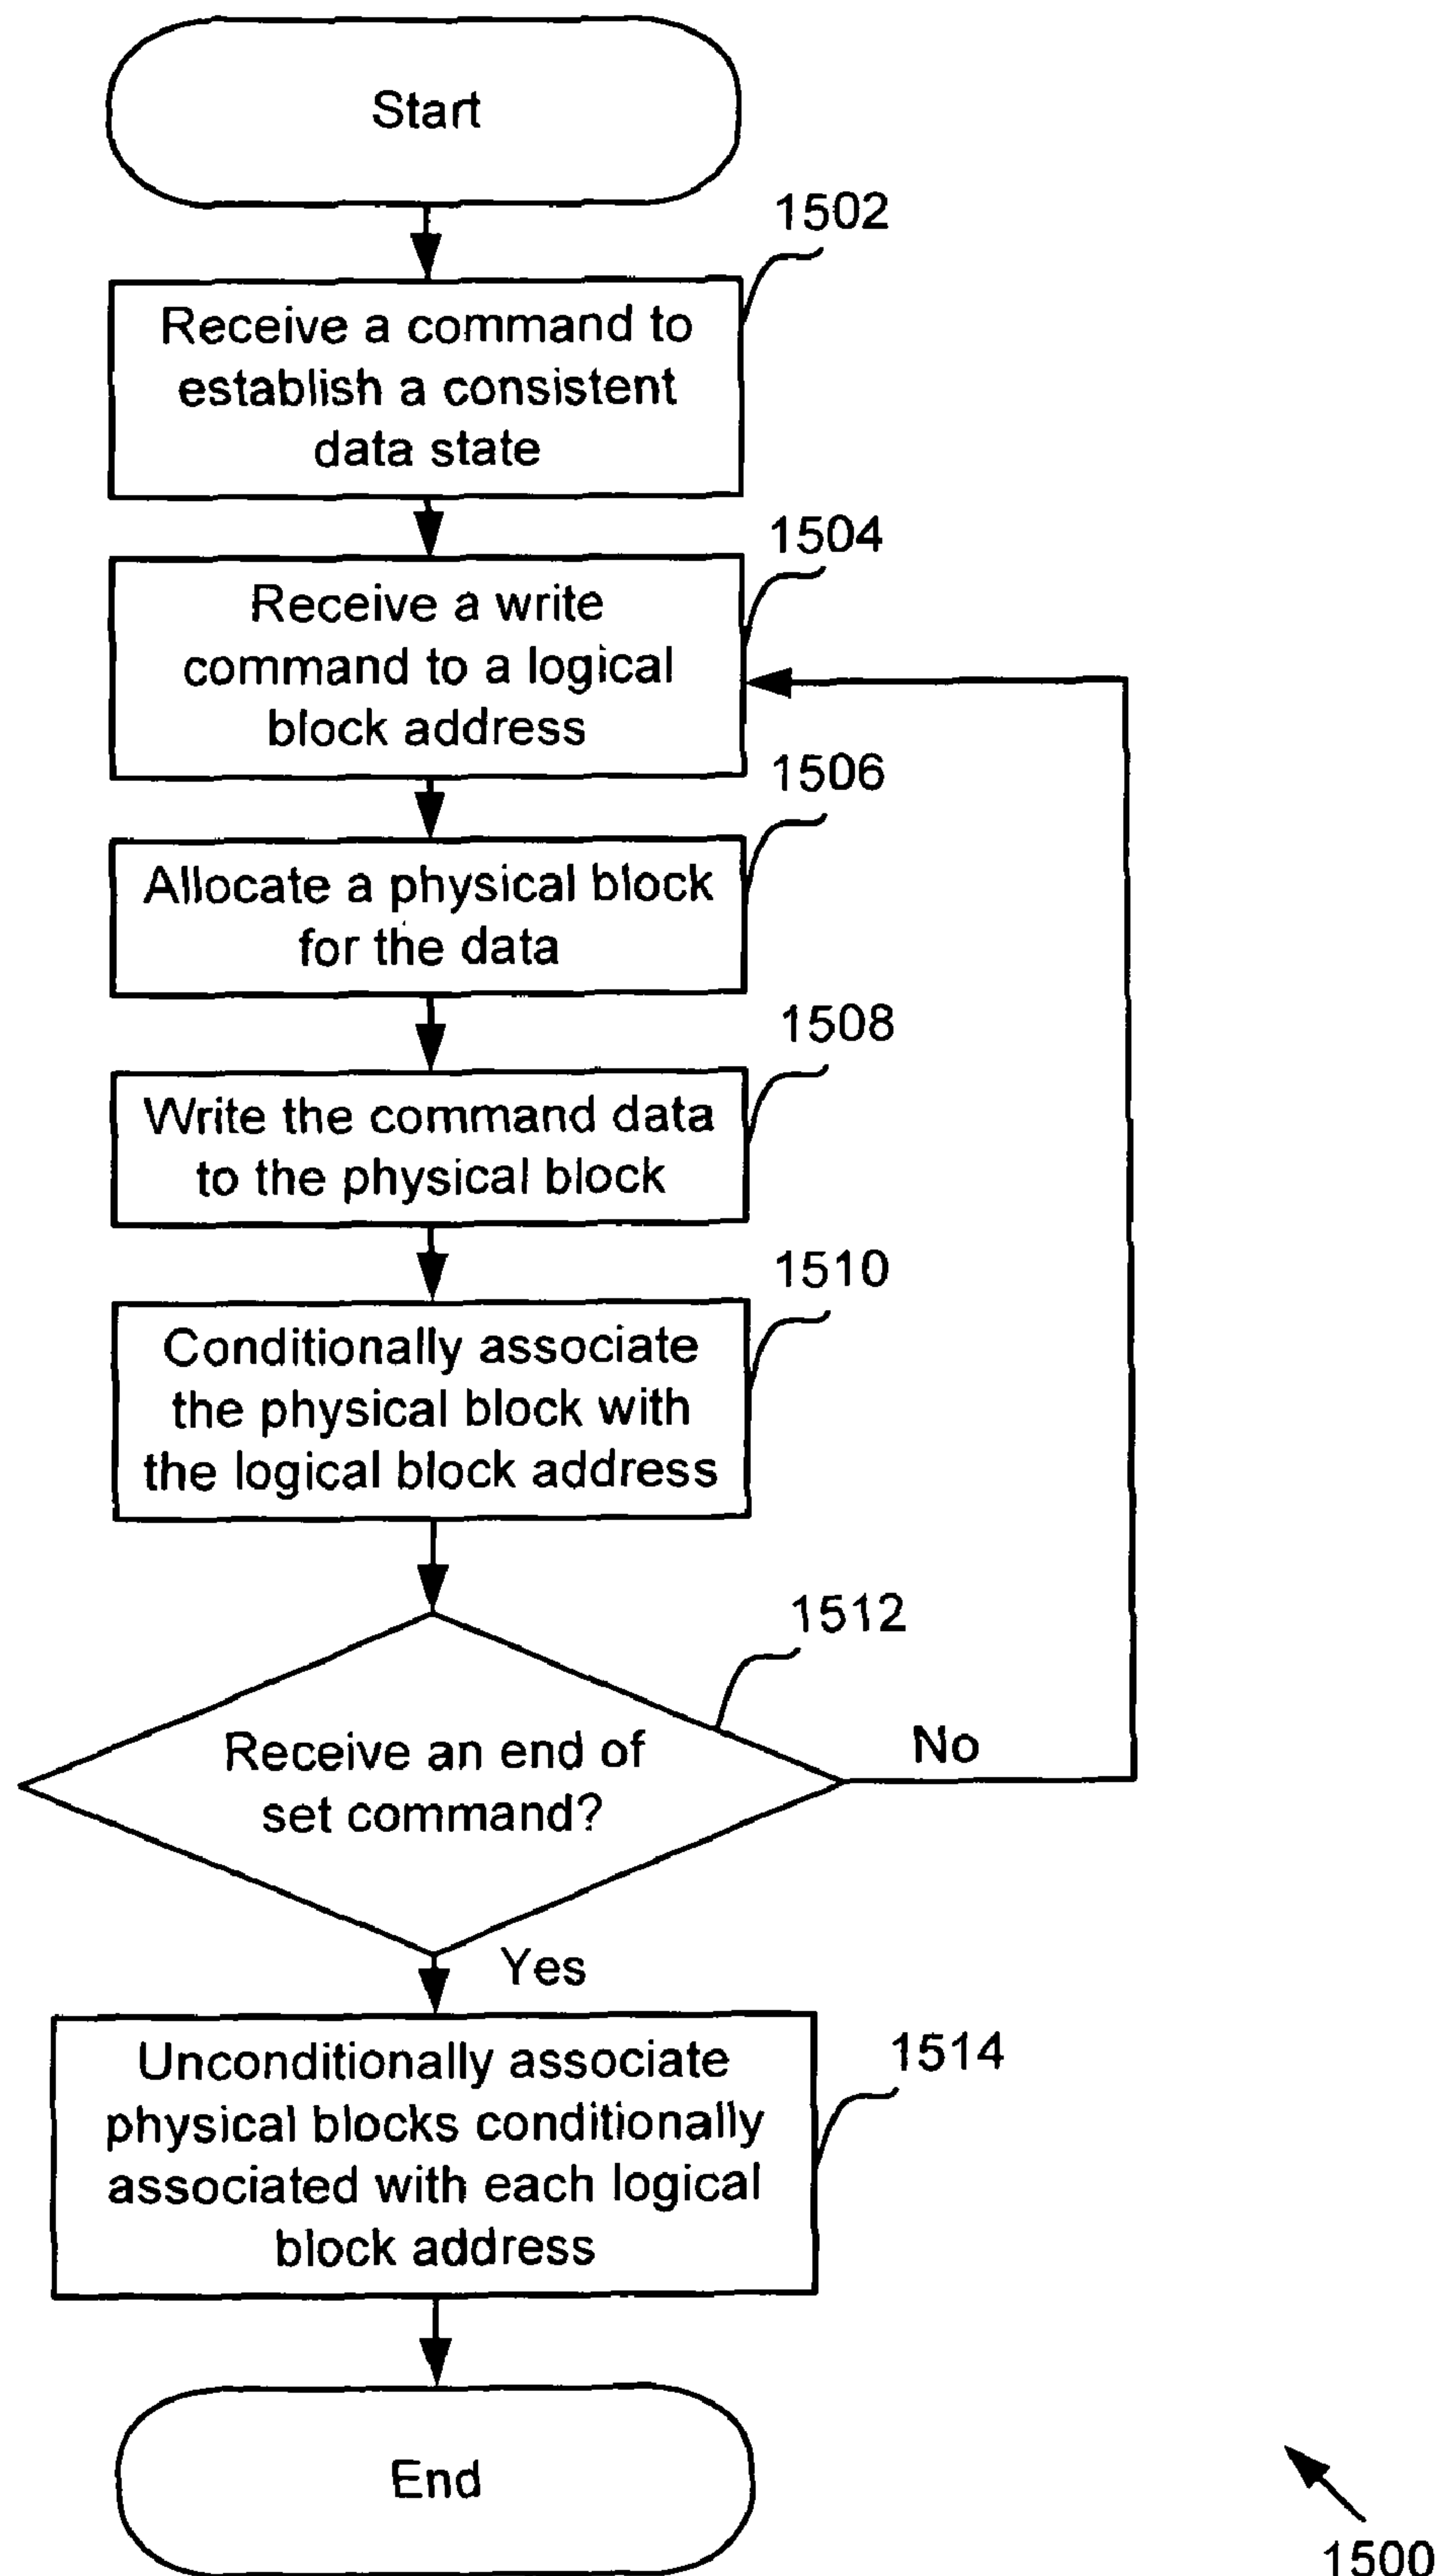 Start
1502
Receive a command to
establish a consistent
data state
1504
Receive a write
command to a logical
block address
1506
Allocate a physical block
for the data
1508
Write the command data
to the physical block
1510
Conditionally associate
the physical block with
the logical block address
1512
Receive an end of
set command?
No
Yes
1514
Unconditionally associate
physical blocks conditionally
associated with each logical
block address
End
1500